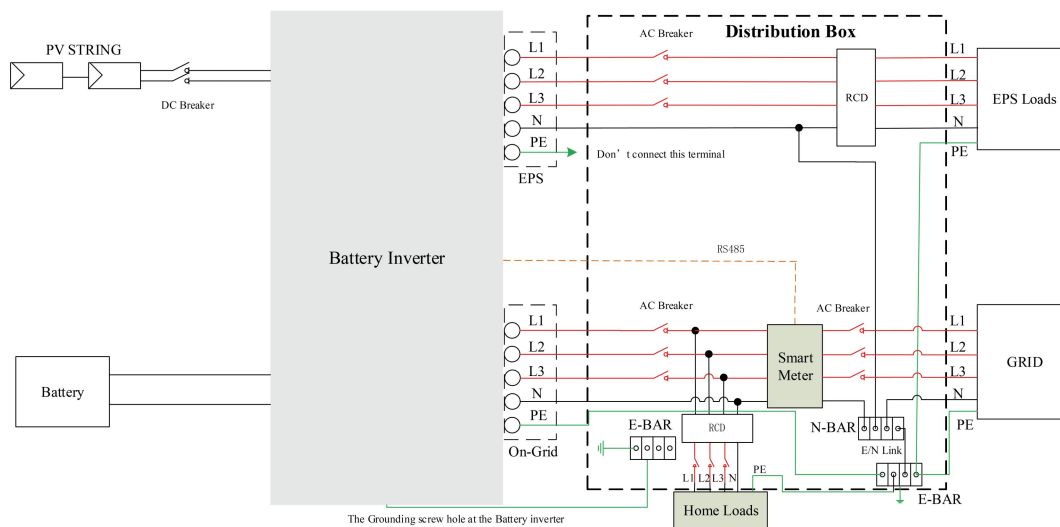 PV STRING
DC Breaker
Battery Inverter
Battery
L1
L2
L3
N
PE
EPS
Don’t connect this terminal
AC Breaker
Distribution Box
RCD
L1
L2
L3
N
PE
EPS Loads
RS485
L1
L2
L3
N
PE
On-Grid
AC Breaker
AC Breaker
Smart
Meter
L1
L2
L3
N
PE
GRID
RCD
E-BAR
N-BAR
E/N Link
L1
L2
L3
N
PE
E-BAR
Home Loads
The Grounding screw hole at the Battery inverter